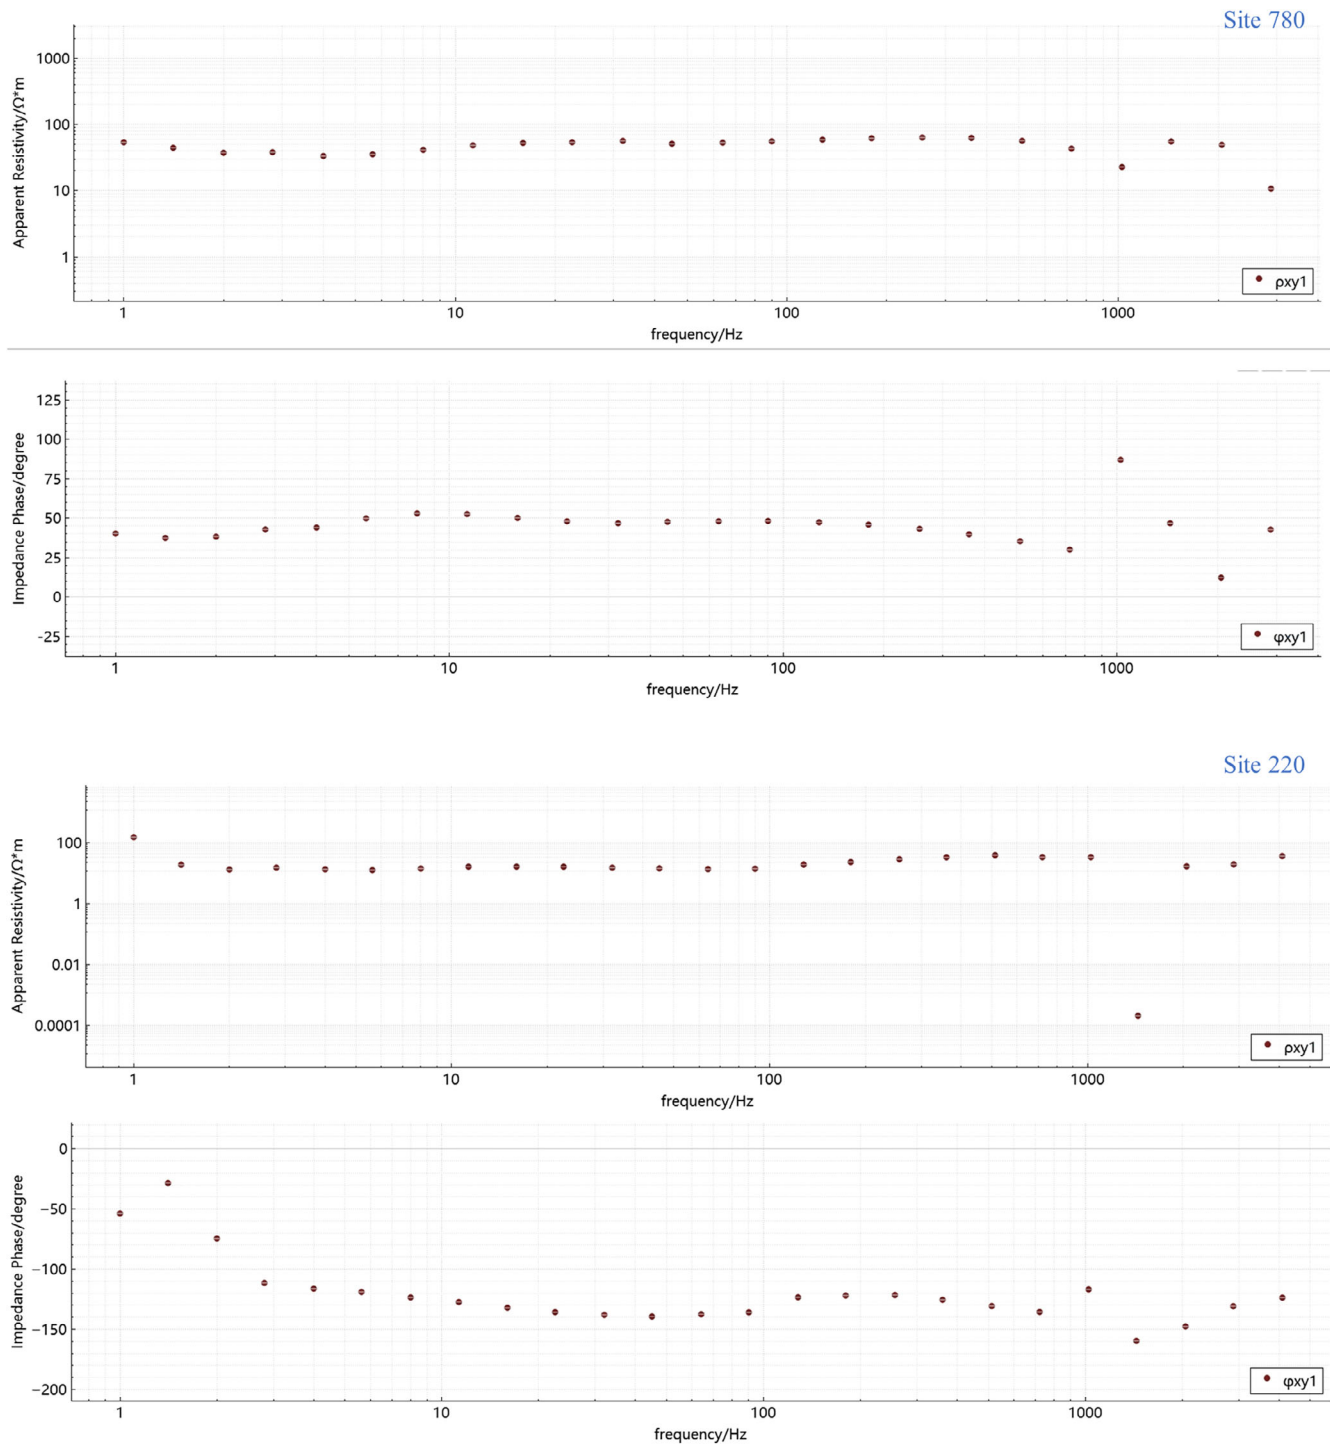 Site 780
1000
100
10
1
Apparent Resistivity/Ω*m
ρxy1
1 10 100 1000
frequency/Hz
125
100
75
50
25
0
-25
Impedance Phase/degree
φxy1
1 10 100 1000
frequency/Hz
Site 220
100
1
0.01
0.0001
Apparent Resistivity/Ω*m
ρxy1
1 10 100 1000
frequency/Hz
0
−50
−100
−150
−200
Impedance Phase/degree
φxy1
1 10 100 1000
frequency/Hz